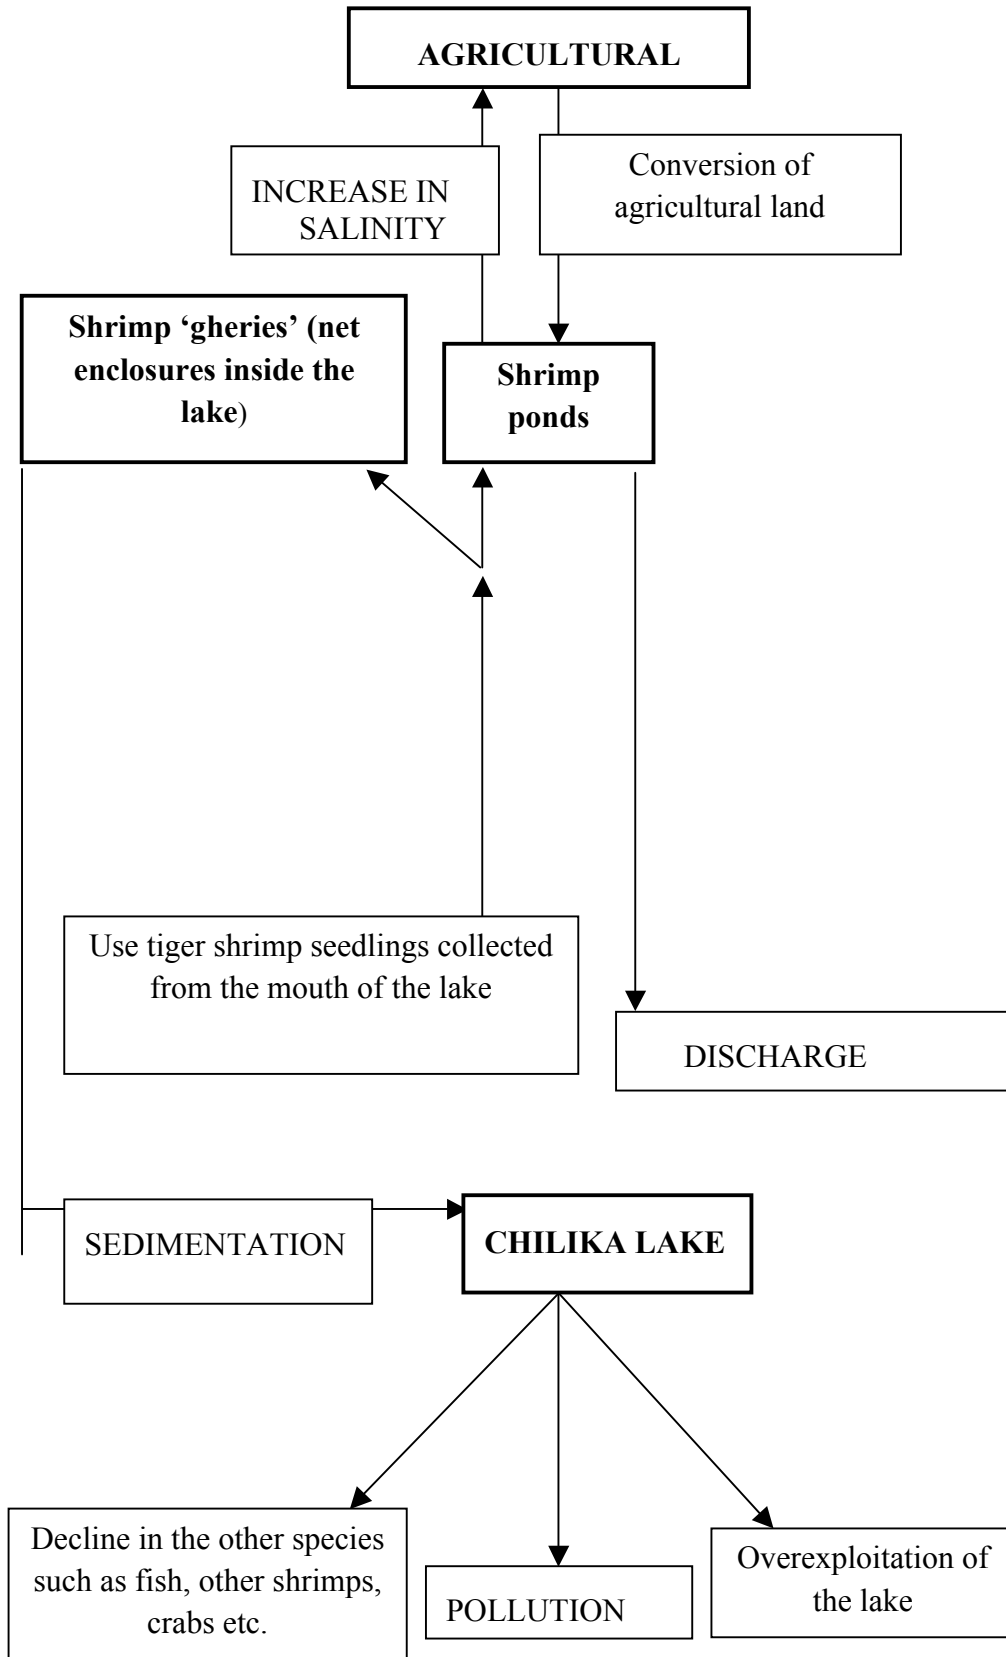 AGRICULTURAL
INCREASE IN
SALINITY
Conversion of
agricultural land
Shrimp ‘gheries’ (net
enclosures inside the
lake)
Shrimp
ponds
Use tiger shrimp seedlings collected
from the mouth of the lake
DISCHARGE
SEDIMENTATION
CHILIKA LAKE
Decline in the other species
such as fish, other shrimps,
crabs etc.
POLLUTION
Overexploitation of
the lake